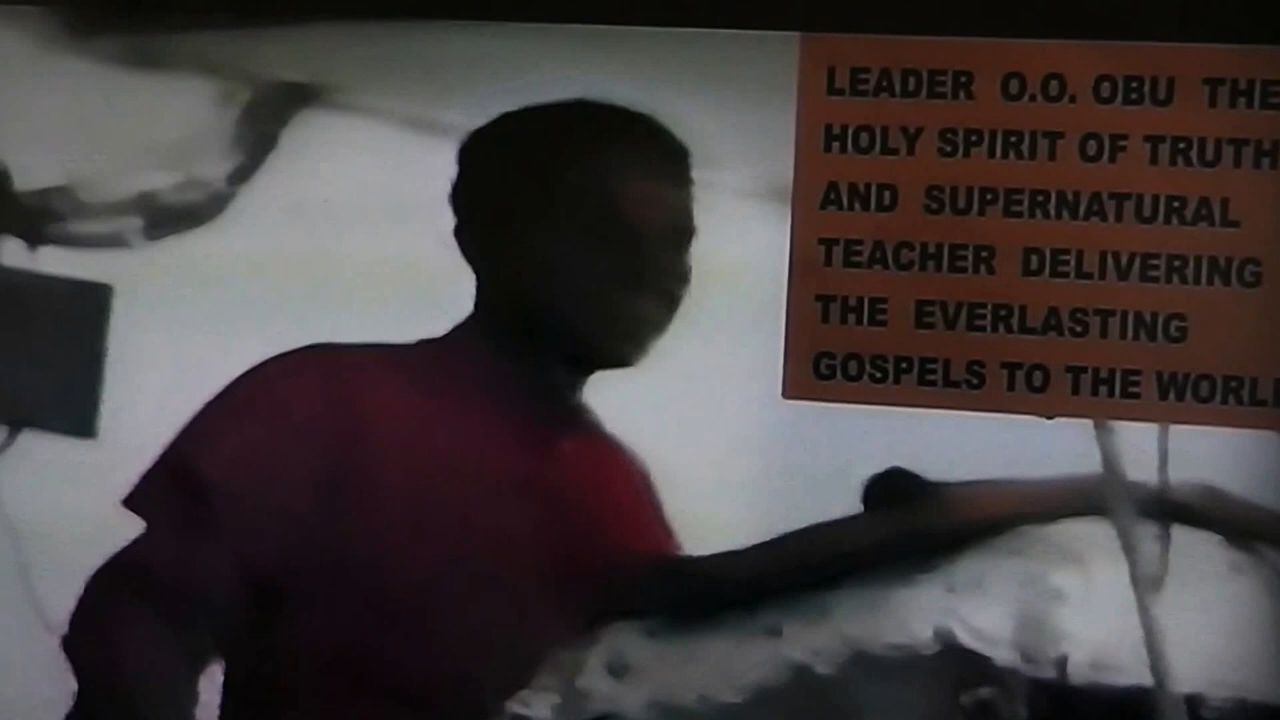 LEADER O.O. OBU THE
HOLY SPIRIT OF TRUTH
AND SUPERNATURAL
TEACHER DELIVERING
THE EVERLASTING
GOSPELS TO THE WORL